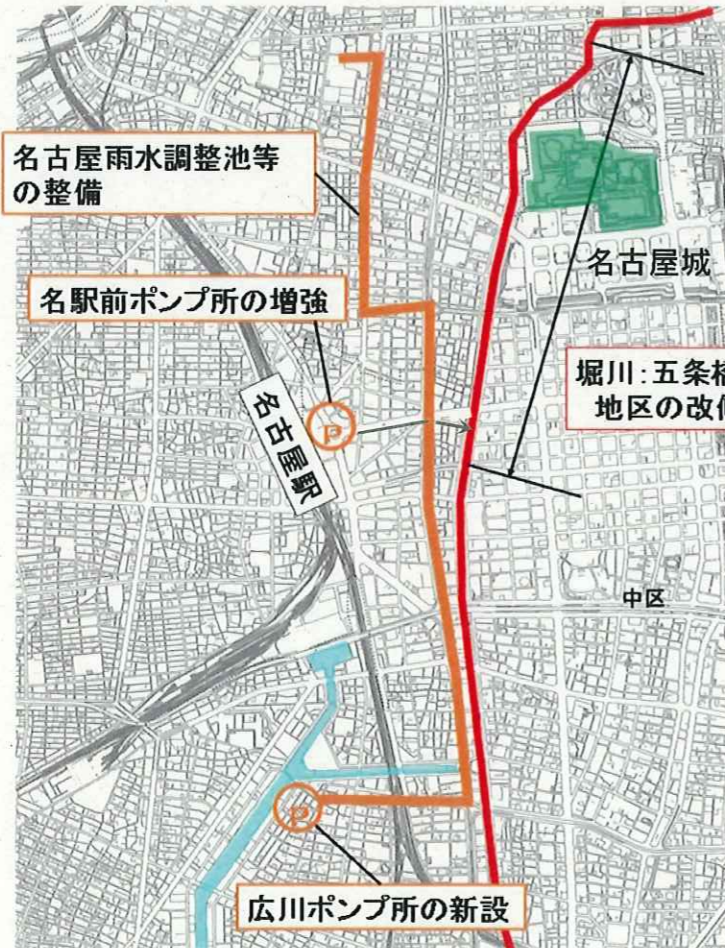 名古屋雨水調整池等
の整備
名古屋城
名駅前ポンプ所の増強
堀川：五条橋
地区の改修
P
名古屋駅
中区
P
広川ポンプ所の新設